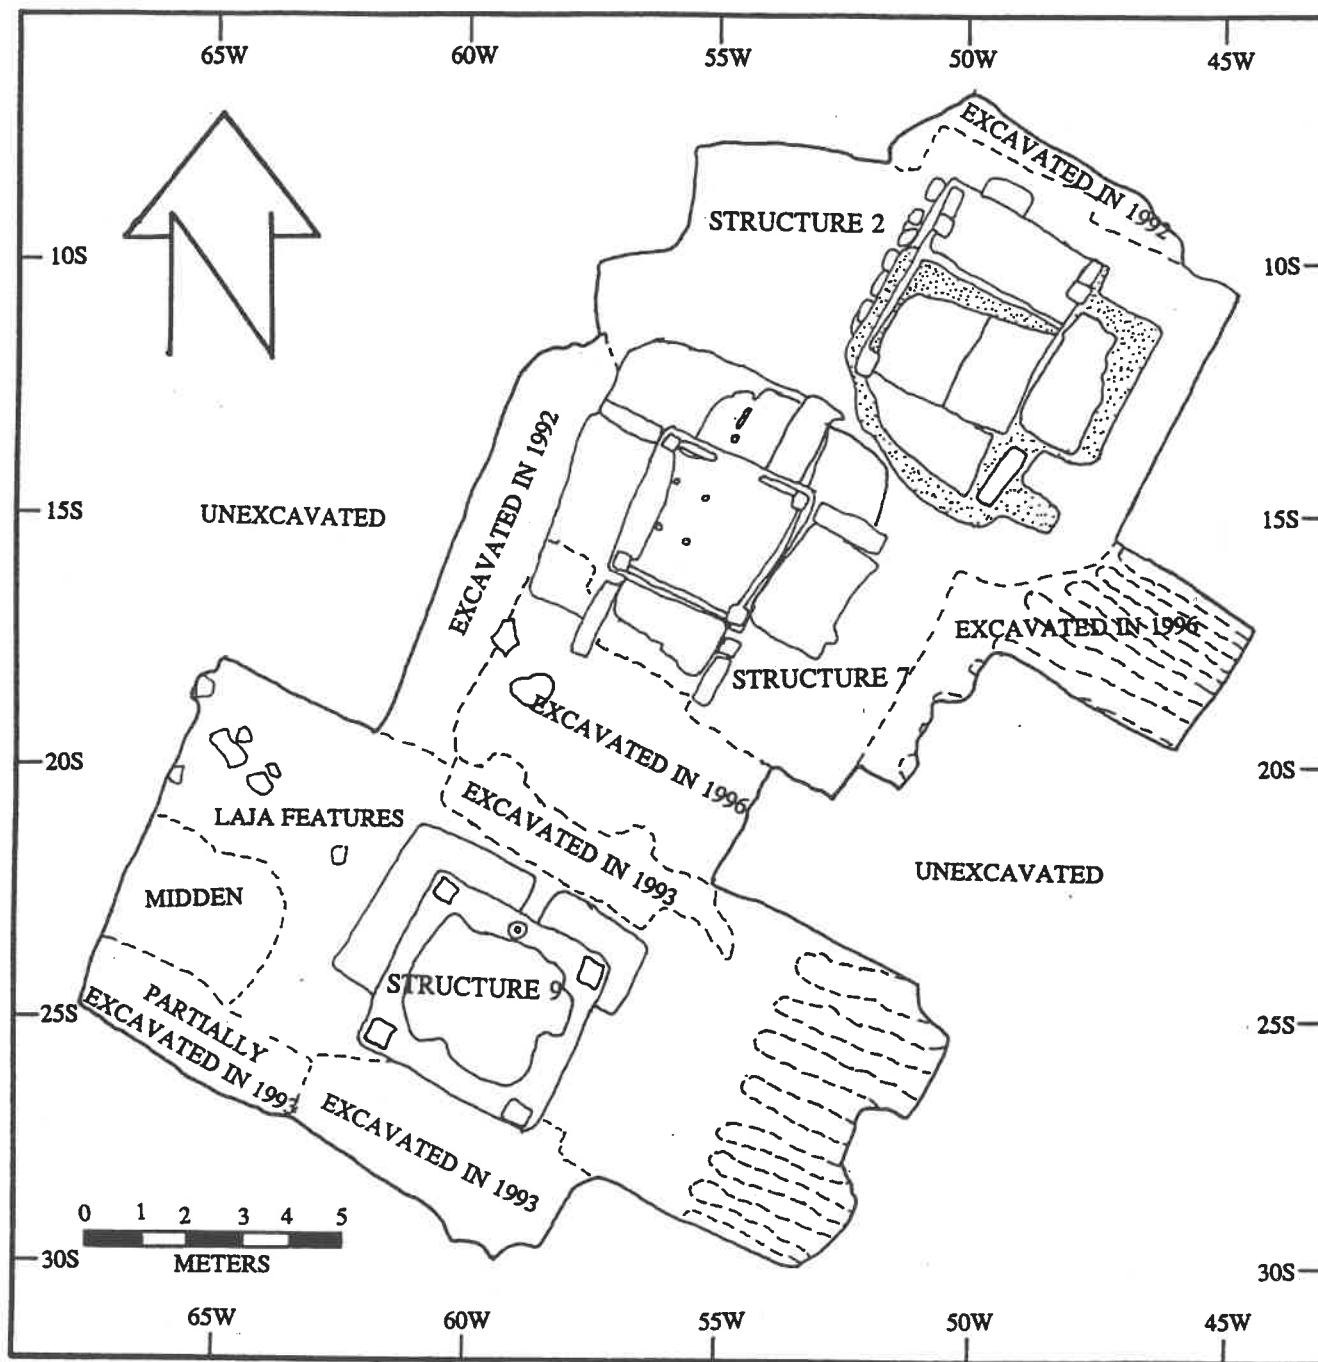 65W 60W 55W 50W 45W
EXCAVATED IN 1992
STRUCTURE 2
N
10S 10S
EXCAVATED IN 1992
15S UNEXCAVATED 15S
EXCAVATED IN 1996
STRUCTURE 7
EXCAVATED IN 1996
20S 20S
EXCAVATED IN 1993
LAJA FEATURES
UNEXCAVATED
MIDDEN
STRUCTURE 9
PARTIALLY
EXCAVATED IN 1993
25S 25S
EXCAVATED IN 1993
0 1 2 3 4 5
METERS
30S 30S
65W 60W 55W 50W 45W